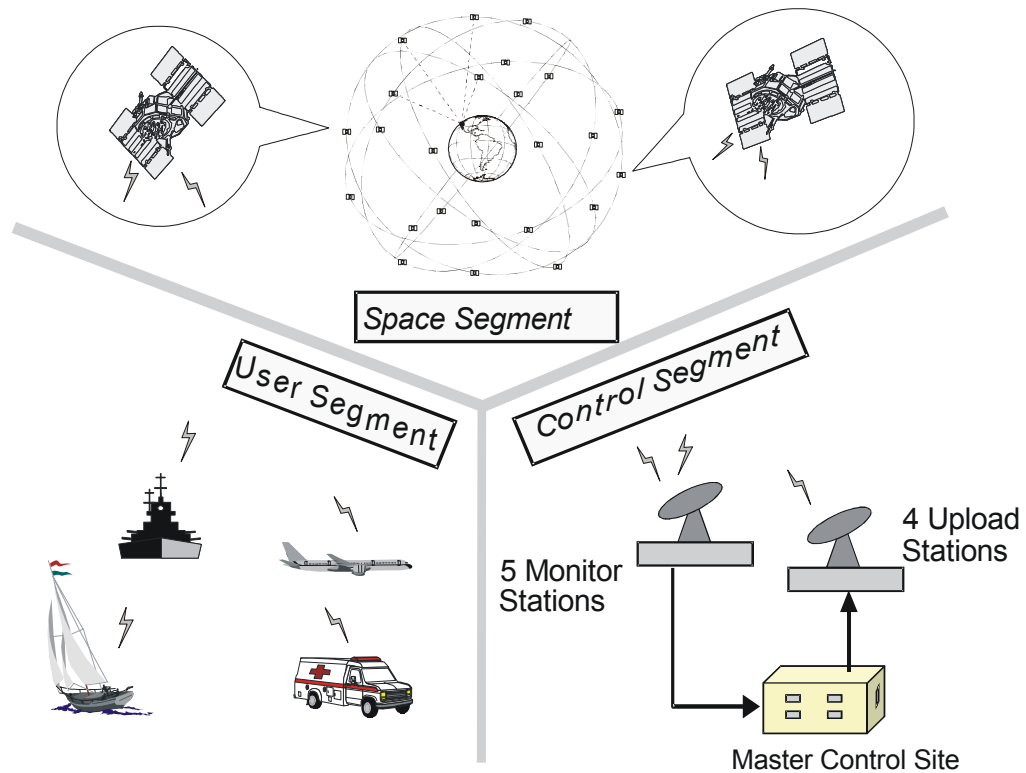 Space Segment
User Segment
Control Segment
4 Upload
Stations
5 Monitor
Stations
Master Control Site